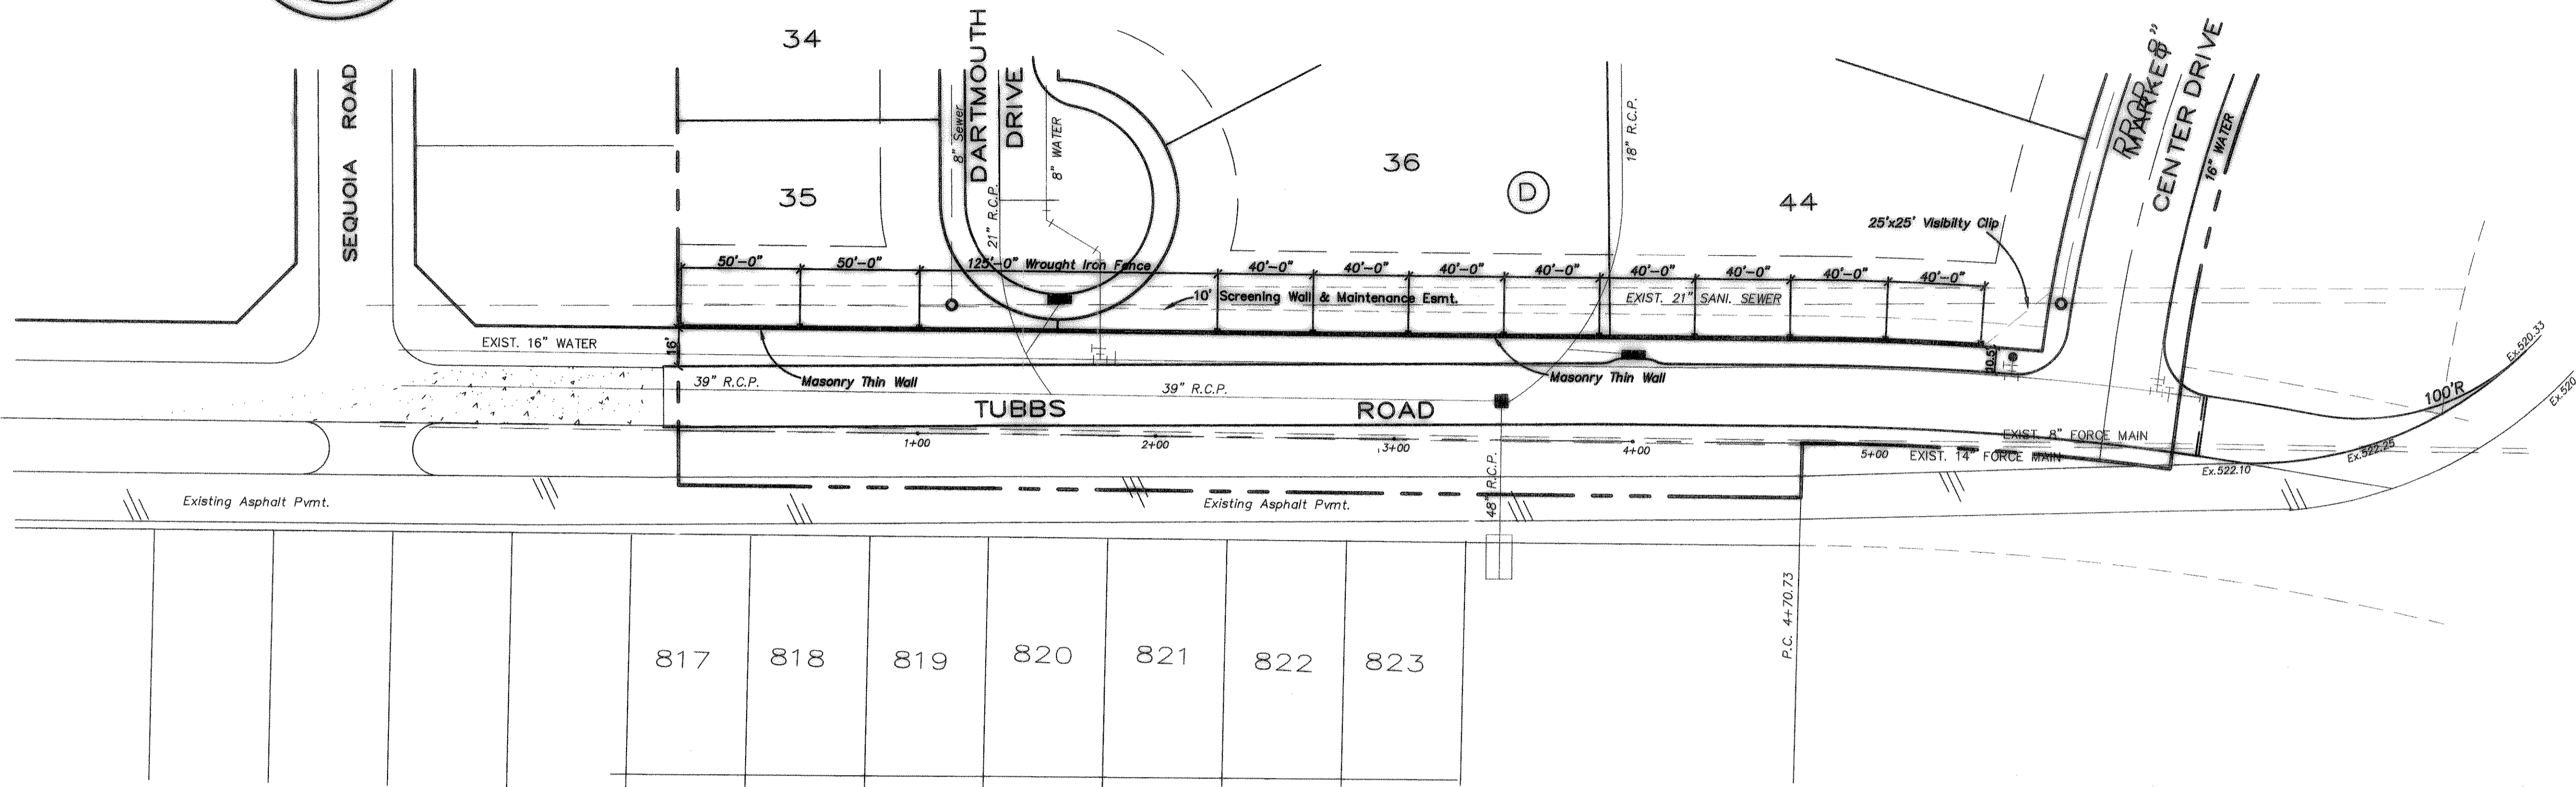 34
DARTMOUTH
DRIVE
SEQUOIA ROAD
8" Sewer
8" WATER
21" R.C.P.
18" R.C.P.
PROP. 8"
MARKET
CENTER DRIVE
16" WATER
35
36
D
44
25'x25' Visibilty Clip
50'-0"
50'-0"
125'-0" Wrought Iron Fence
40'-0"
40'-0"
40'-0"
40'-0"
40'-0"
40'-0"
40'-0"
40'-0"
10' Screening Wall & Maintenance Esmt.
EXIST. 21" SANI. SEWER
EXIST. 16" WATER
16'
10.5'
39" R.C.P.
Masonry Thin Wall
39" R.C.P.
Masonry Thin Wall
TUBBS ROAD
100'R
Ex.520.33
Ex.520
1+00
2+00
3+00
4+00
5+00
EXIST. 8" FORCE MAIN
EXIST. 14" FORCE MAIN
Ex.522.25
Ex.522.10
48" R.C.P.
Existing Asphalt Pvmt.
Existing Asphalt Pvmt.
P.C. 4+70.73
817
818
819
820
821
822
823